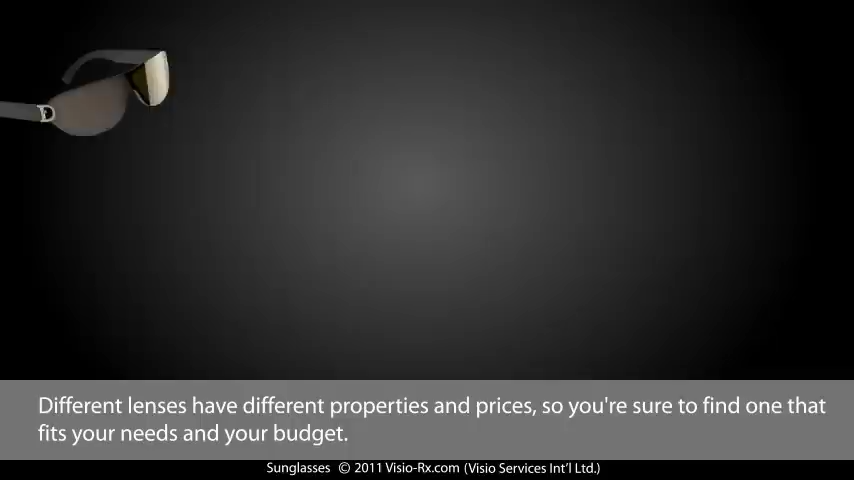 Different lenses have different properties and prices, so you're sure to find one that
fits your needs and your budget.
Sunglasses © 2011 Visio-Rx.com (Visio Services Int'l Ltd.)